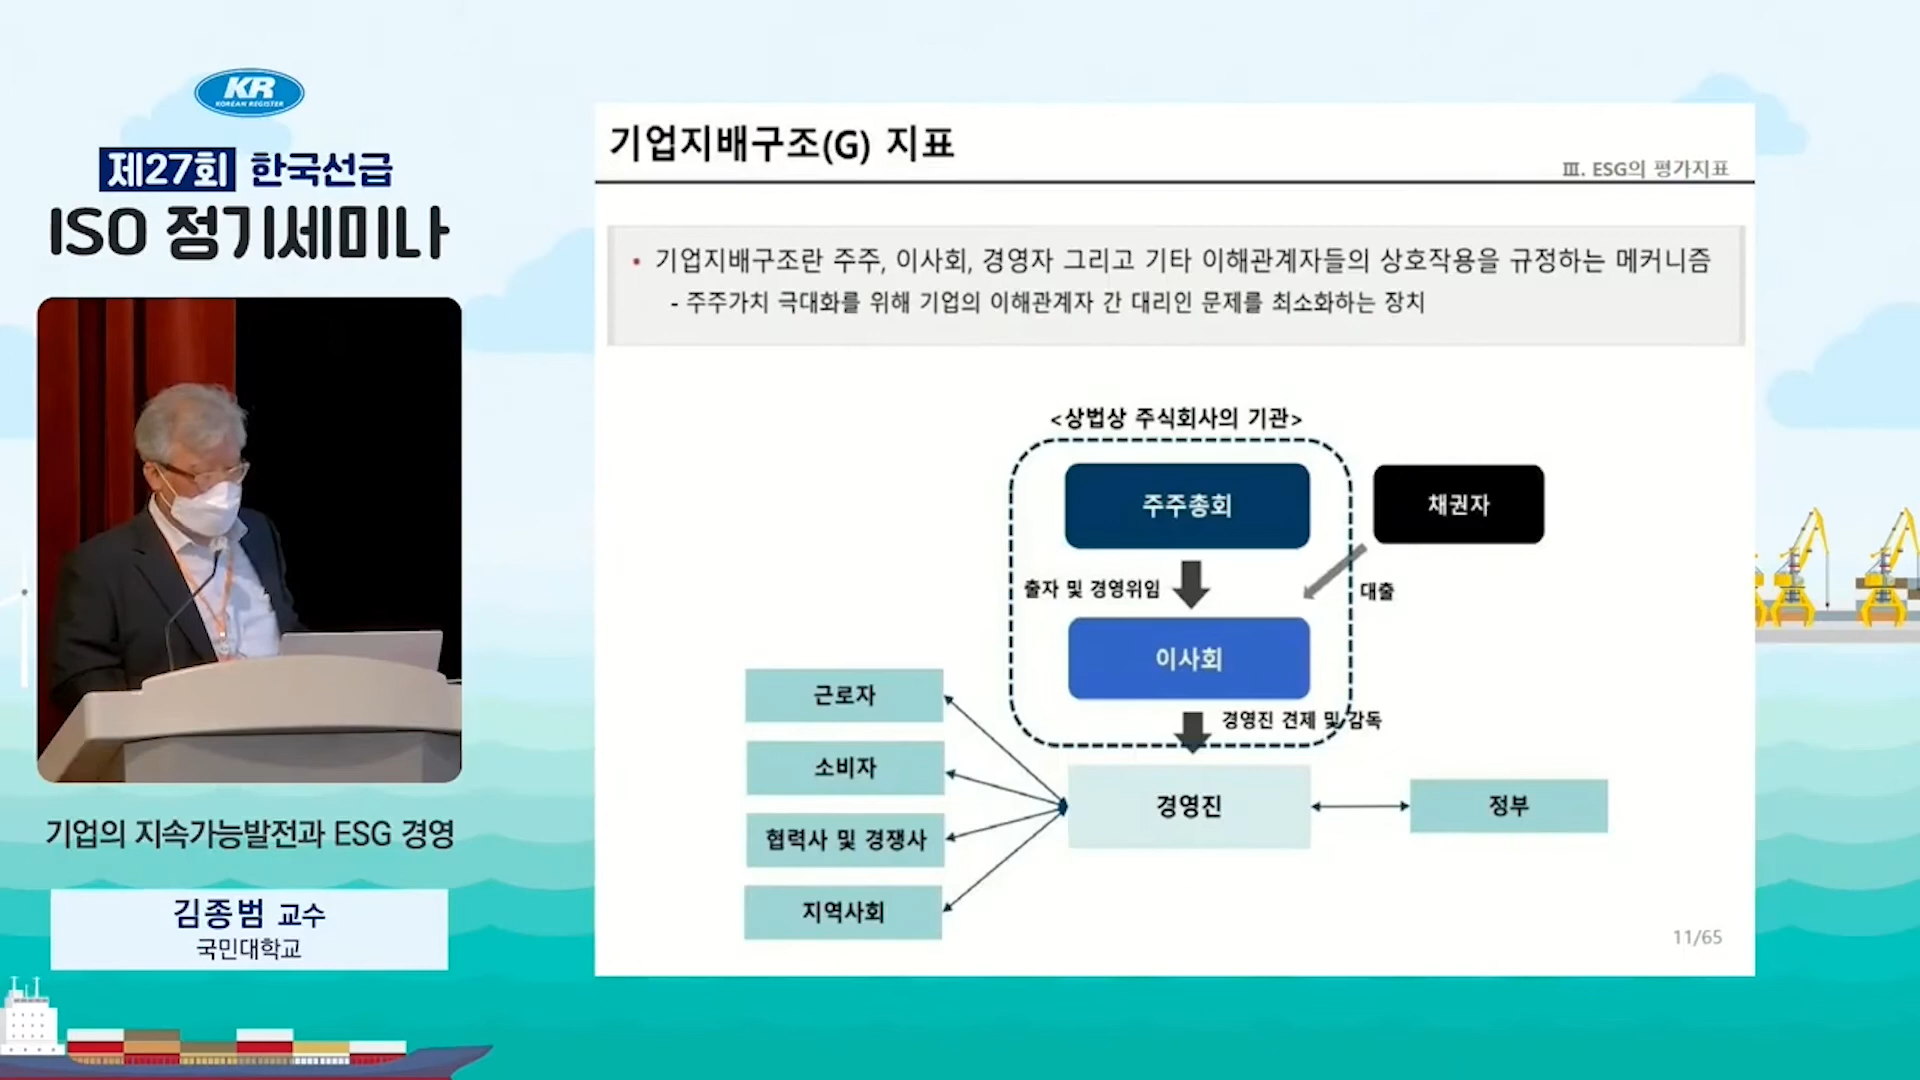 KR
KOREAN REGISTER
제27회 한국선급
ISO 정기세미나
기업의 지속가능발전과 ESG 경영
김종범 교수
국민대학교
기업지배구조(G) 지표
Ⅲ. ESG의 평가지표
• 기업지배구조란 주주, 이사회, 경영자 그리고 기타 이해관계자들의 상호작용을 규정하는 메커니즘
- 주주가치 극대화를 위해 기업의 이해관계자 간 대리인 문제를 최소화하는 장치
<상법상 주식회사의 기관>
주주총회
채권자
출자 및 경영위임
대출
이사회
경영진 견제 및 감독
근로자
소비자
협력사 및 경쟁사
지역사회
경영진
정부
11/65